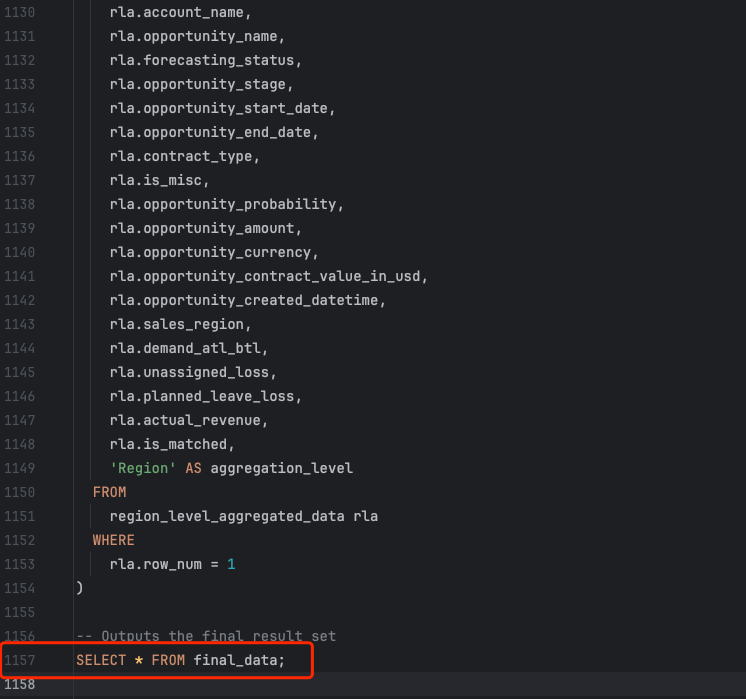 1130 rla.account_name,
1131 rla.opportunity_name,
1132 rla.forecasting_status,
1133 rla.opportunity_stage,
1134 rla.opportunity_start_date,
1135 rla.opportunity_end_date,
1136 rla.contract_type,
1137 rla.is_misc,
1138 rla.opportunity_probability,
1139 rla.opportunity_amount,
1140 rla.opportunity_currency,
1141 rla.opportunity_contract_value_in_usd,
1142 rla.opportunity_created_datetime,
1143 rla.sales_region,
1144 rla.demand_atl_btl,
1145 rla.unassigned_loss,
1146 rla.planned_leave_loss,
1147 rla.actual_revenue,
1148 rla.is_matched,
1149 'Region' AS aggregation_level
1150 FROM
1151 region_level_aggregated_data rla
1152 WHERE
1153 rla.row_num = 1
1154 )
1155
1156 -- Outputs the final result set
1157 SELECT * FROM final_data;
1158